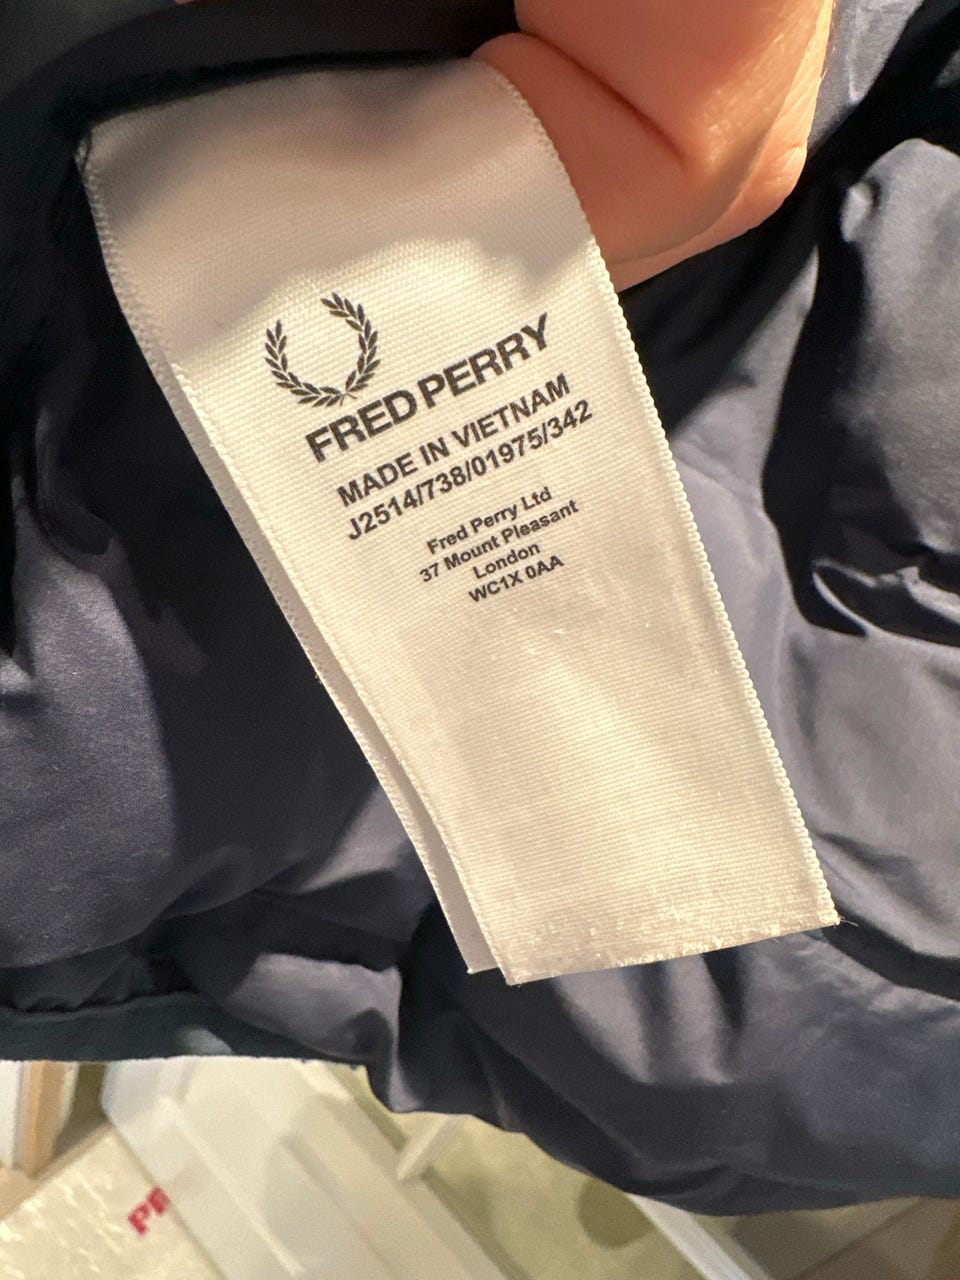 FRED PERRY
MADE IN VIETNAM
J2514/738/01975/342
Fred Perry Ltd
37 Mount Pleasant
London
WC1X 0AA